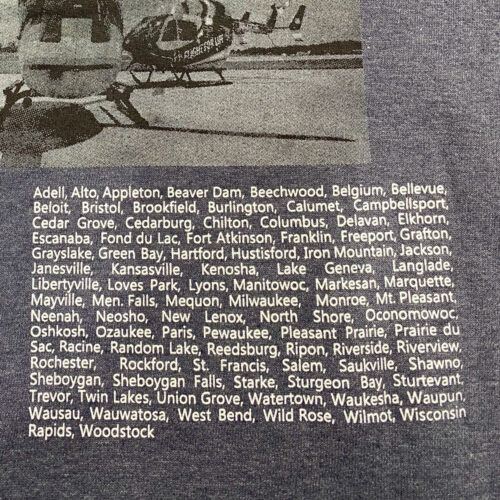 FLIGHT FOR LIFE
Adell, Alto, Appleton, Beaver Dam, Beechwood, Belgium, Bellevue,
Beloit, Bristol, Brookfield, Burlington, Calumet, Campbellsport,
Cedar Grove, Cedarburg, Chilton, Columbus, Delavan, Elkhorn,
Escanaba, Fond du Lac, Fort Atkinson, Franklin, Freeport, Grafton,
Grayslake, Green Bay, Hartford, Hustisford, Iron Mountain, Jackson,
Janesville, Kansasville, Kenosha, Lake Geneva, Langlade,
Libertyville, Loves Park, Lyons, Manitowoc, Markesan, Marquette,
Mayville, Men. Falls, Mequon, Milwaukee, Monroe, Mt. Pleasant,
Neenah, Neosho, New Lenox, North Shore, Oconomowoc,
Oshkosh, Ozaukee, Paris, Pewaukee, Pleasant Prairie, Prairie du
Sac, Racine, Random Lake, Reedsburg, Ripon, Riverside, Riverview,
Rochester, Rockford, St. Francis, Salem, Saukville, Shawno,
Sheboygan, Sheboygan Falls, Starke, Sturgeon Bay, Sturtevant,
Trevor, Twin Lakes, Union Grove, Watertown, Waukesha, Waupun,
Wausau, Wauwatosa, West Bend, Wild Rose, Wilmot, Wisconsin
Rapids, Woodstock